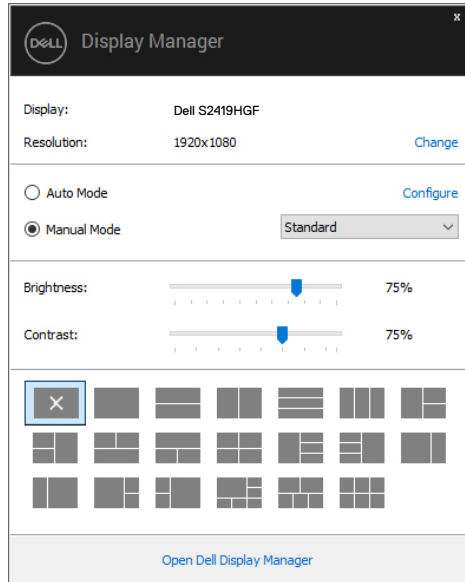 x
DELL Display Manager
Display: Dell S2419HGF
Resolution: 1920x1080 Change
Auto Mode Configure
Manual Mode Standard
Brightness: 75%
Contrast: 75%
Open Dell Display Manager